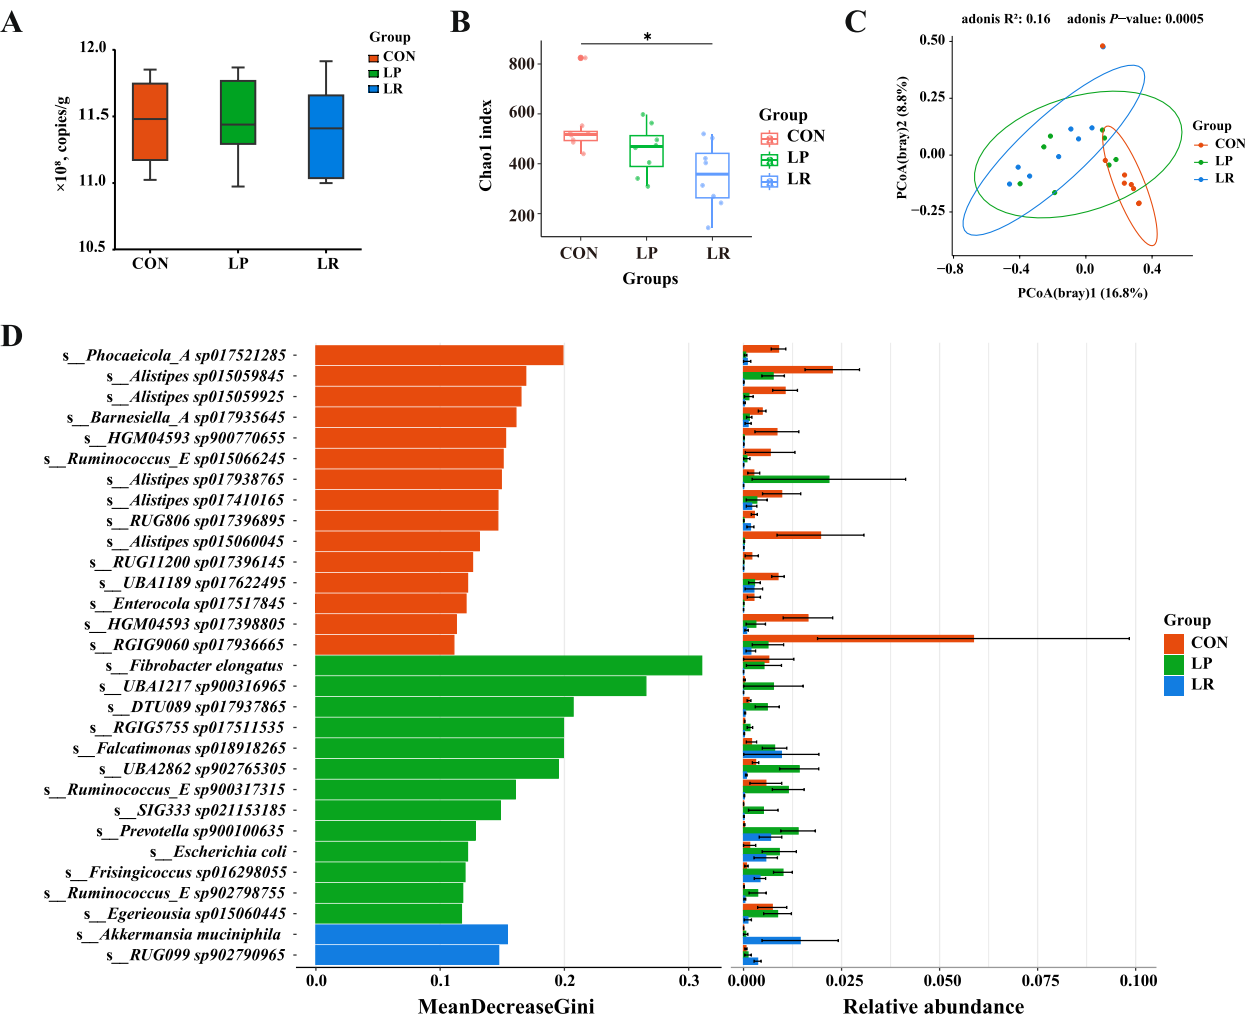 A
Group
CON
LP
LR
×10⁸, copies/g
12.0
11.5
11.0
10.5
CON LP LR
B
*
Chao1 index
800
600
400
200
CON LP LR
Groups
Group
CON
LP
LR
C
adonis R²: 0.16 adonis P−value: 0.0005
PCoA(bray)2 (8.8%)
0.50
0.25
0.00
−0.25
−0.8 −0.4 0.0 0.4
PCoA(bray)1 (16.8%)
Group
CON
LP
LR
D
s__Phocaeicola_A sp017521285
s__Alistipes sp015059845
s__Alistipes sp015059925
s__Barnesiella_A sp017935645
s__HGM04593 sp900770655
s__Ruminococcus_E sp015066245
s__Alistipes sp017938765
s__Alistipes sp017410165
s__RUG806 sp017396895
s__Alistipes sp015060045
s__RUG11200 sp017396145
s__UBA1189 sp017622495
s__Enterocola sp017517845
s__HGM04593 sp017398805
s__RGIG9060 sp017936665
s__Fibrobacter elongatus
s__UBA1217 sp900316965
s__DTU089 sp017937865
s__RGIG5755 sp017511535
s__Falcatimonas sp018918265
s__UBA2862 sp902765305
s__Ruminococcus_E sp900317315
s__SIG333 sp021153185
s__Prevotella sp900100635
s__Escherichia coli
s__Frisingicoccus sp016298055
s__Ruminococcus_E sp902798755
s__Egerieousia sp015060445
s__Akkermansia muciniphila
s__RUG099 sp902790965
0.0 0.1 0.2 0.3
MeanDecreaseGini
0.000 0.025 0.050 0.075 0.100
Relative abundance
Group
CON
LP
LR